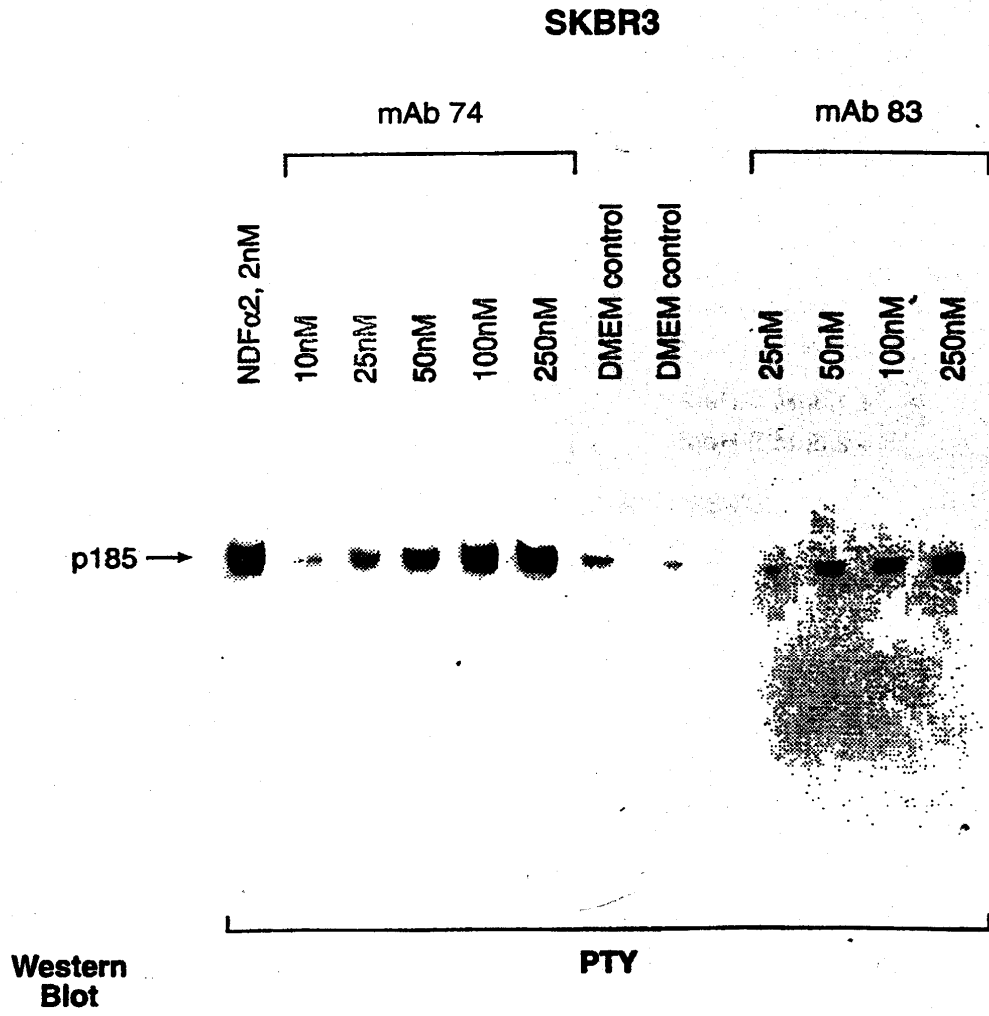 SKBR3
mAb 74
mAb 83
NDFα2, 2nM
10nM
25nM
50nM
100nM
250nM
DMEM control
DMEM control
25nM
50nM
100nM
250nM
p185
PTY
Western
Blot